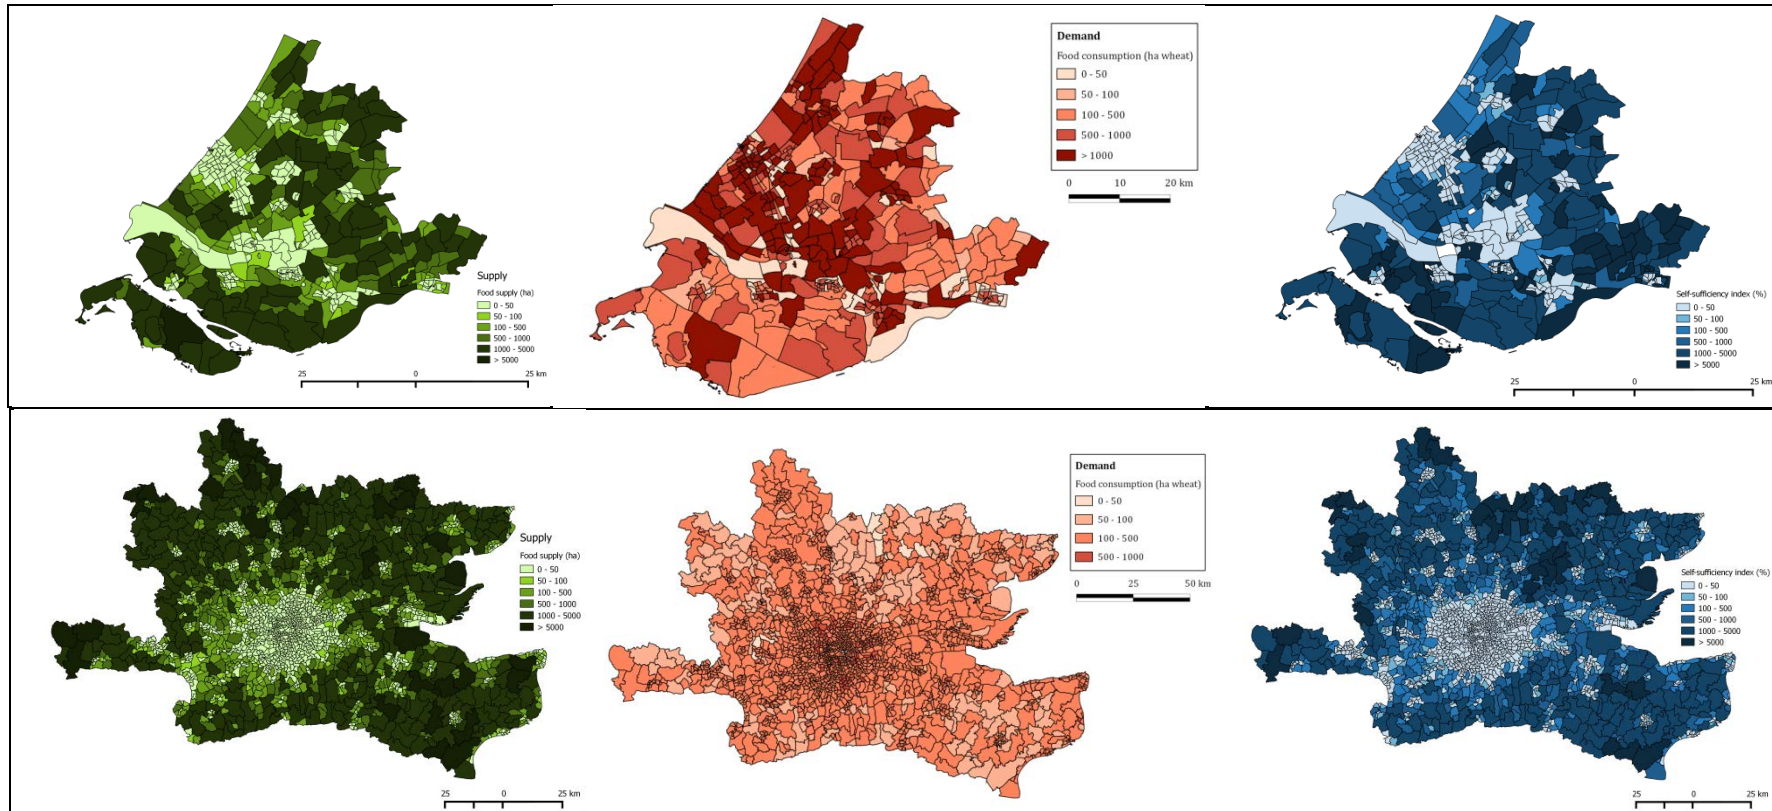 Supply
Food supply (ha)
0 - 50
50 - 100
100 - 500
500 - 1000
1000 - 5000
> 5000
25 0 25 km
Demand
Food consumption (ha wheat)
0 - 50
50 - 100
100 - 500
500 - 1000
> 1000
0 10 20 km
Self-sufficiency index (%)
0 - 50
50 - 100
100 - 500
500 - 1000
1000 - 5000
> 5000
25 0 25 km
Supply
Food supply (ha)
0 - 50
50 - 100
100 - 500
500 - 1000
1000 - 5000
> 5000
25 0 25 km
Demand
Food consumption (ha wheat)
0 - 50
50 - 100
100 - 500
500 - 1000
0 25 50 km
Self-sufficiency index (%)
0 - 50
50 - 100
100 - 500
500 - 1000
1000 - 5000
> 5000
25 0 25 km